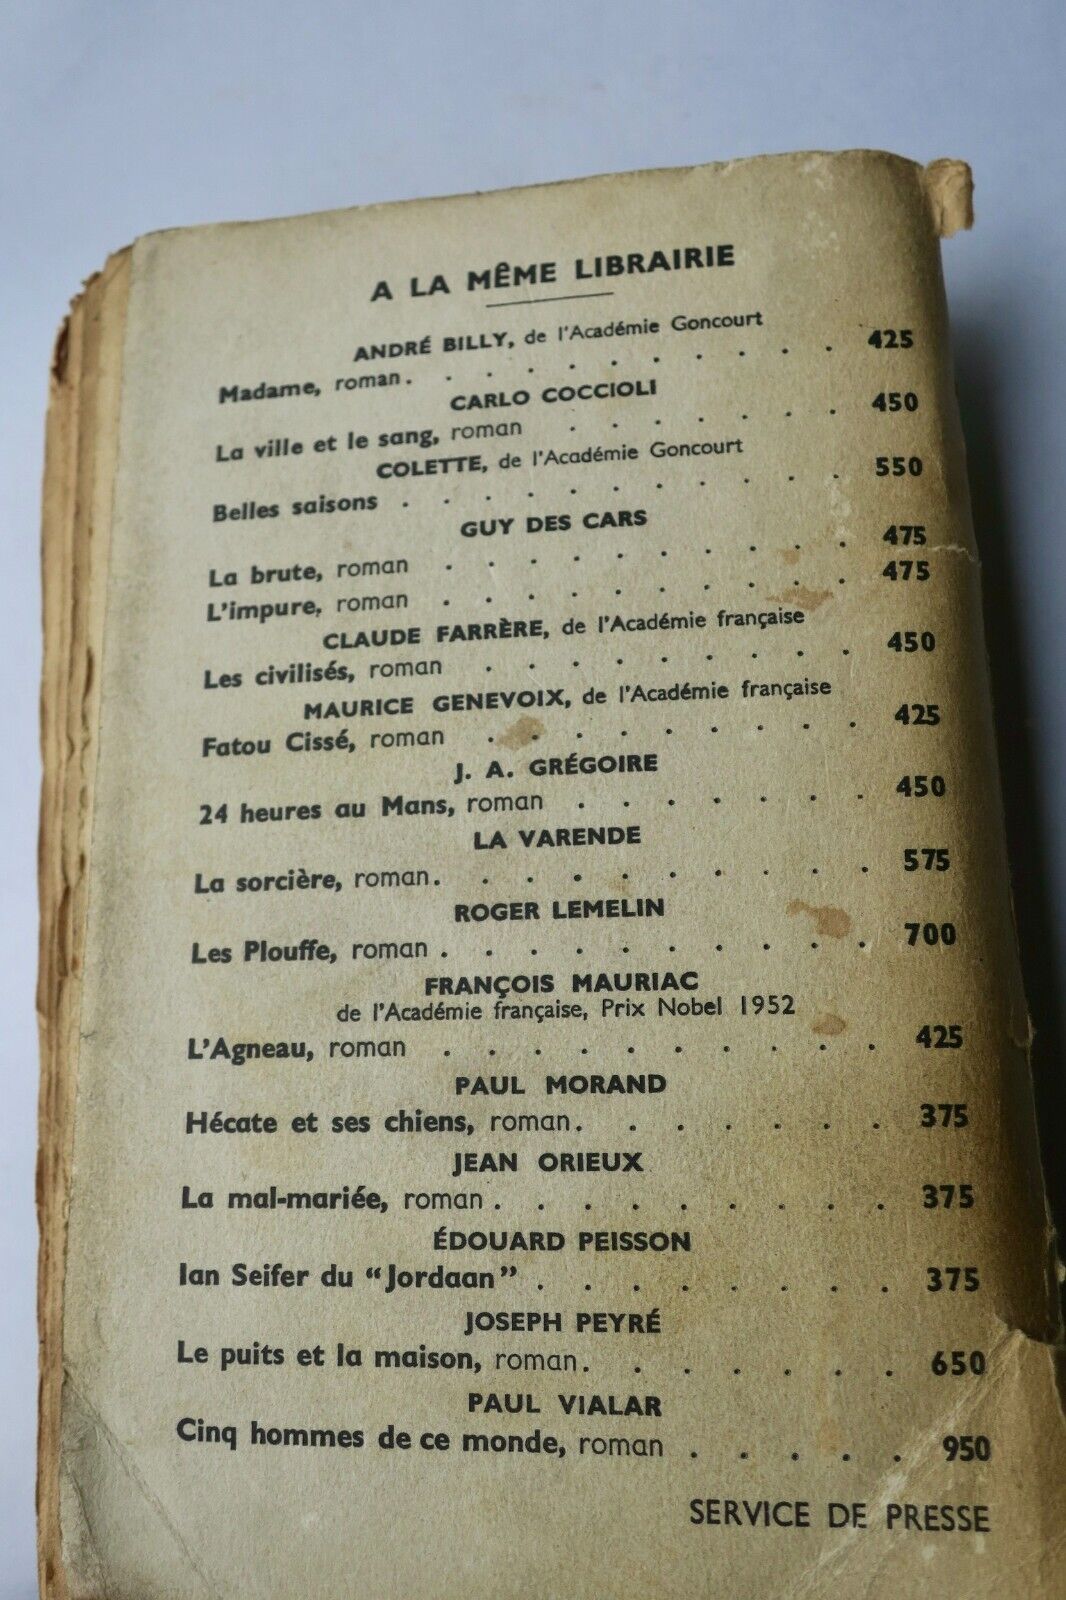 A LA MÊME LIBRAIRIE
ANDRÉ BILLY, de l'Académie Goncourt
Madame, roman. . . . . . . . . . . 425
CARLO COCCIOLI
La ville et le sang, roman . . . . . . . 450
COLETTE, de l'Académie Goncourt
Belles saisons . . . . . . . . . . . 550
GUY DES CARS
La brute, roman . . . . . . . . . . 475
L'impure, roman . . . . . . . . . . 475
CLAUDE FARRÈRE, de l'Académie française
Les civilisés, roman . . . . . . . . . 450
MAURICE GENEVOIX, de l'Académie française
Fatou Cissé, roman . . . . . . . . . 425
J. A. GRÉGOIRE
24 heures au Mans, roman . . . . . . . 450
LA VARENDE
La sorcière, roman. . . . . . . . . . 575
ROGER LEMELIN
Les Plouffe, roman . . . . . . . . . . 700
FRANÇOIS MAURIAC
de l'Académie française, Prix Nobel 1952
L'Agneau, roman . . . . . . . . . . 425
PAUL MORAND
Hécate et ses chiens, roman. . . . . . . 375
JEAN ORIEUX
La mal-mariée, roman . . . . . . . . . 375
ÉDOUARD PEISSON
Ian Seifer du "Jordaan" . . . . . . . . 375
JOSEPH PEYRÉ
Le puits et la maison, roman. . . . . . . 650
PAUL VIALAR
Cinq hommes de ce monde, roman . . . . . 950
SERVICE DE PRESSE